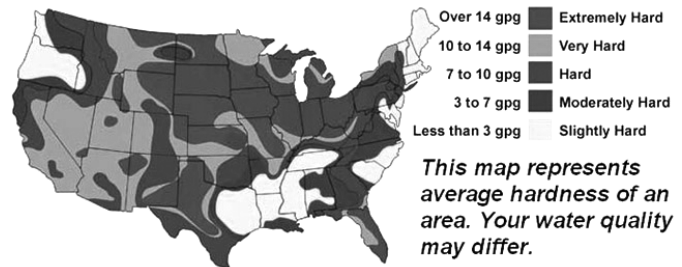 Over 14 gpg Extremely Hard
10 to 14 gpg Very Hard
7 to 10 gpg Hard
3 to 7 gpg Moderately Hard
Less than 3 gpg Slightly Hard
This map represents
average hardness of an
area. Your water quality
may differ.